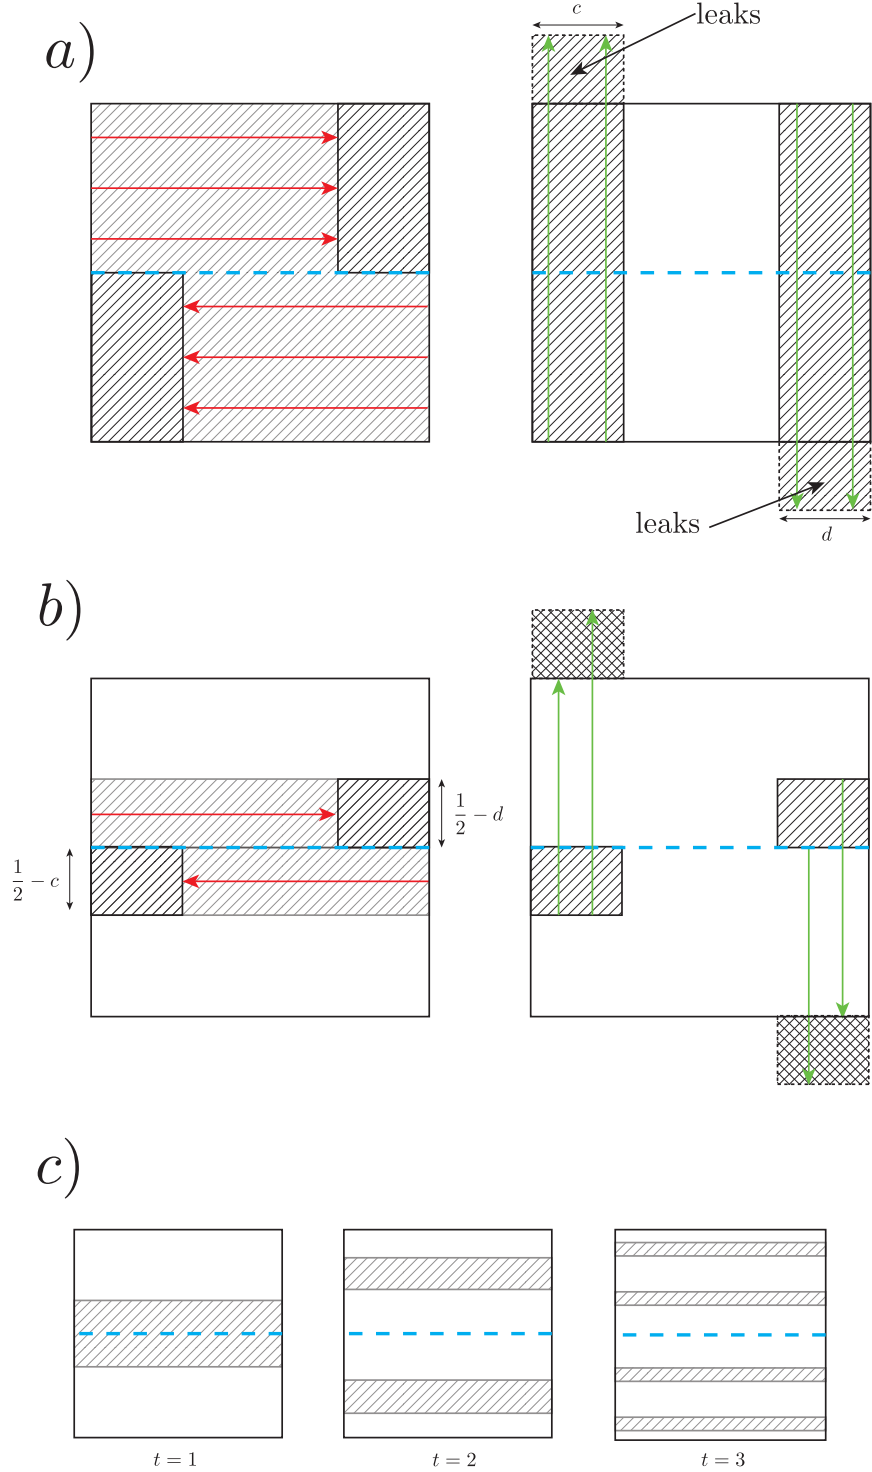 a)
c
leaks
leaks
d
b)
1/2 − d
1/2 − c
c)
t = 1
t = 2
t = 3